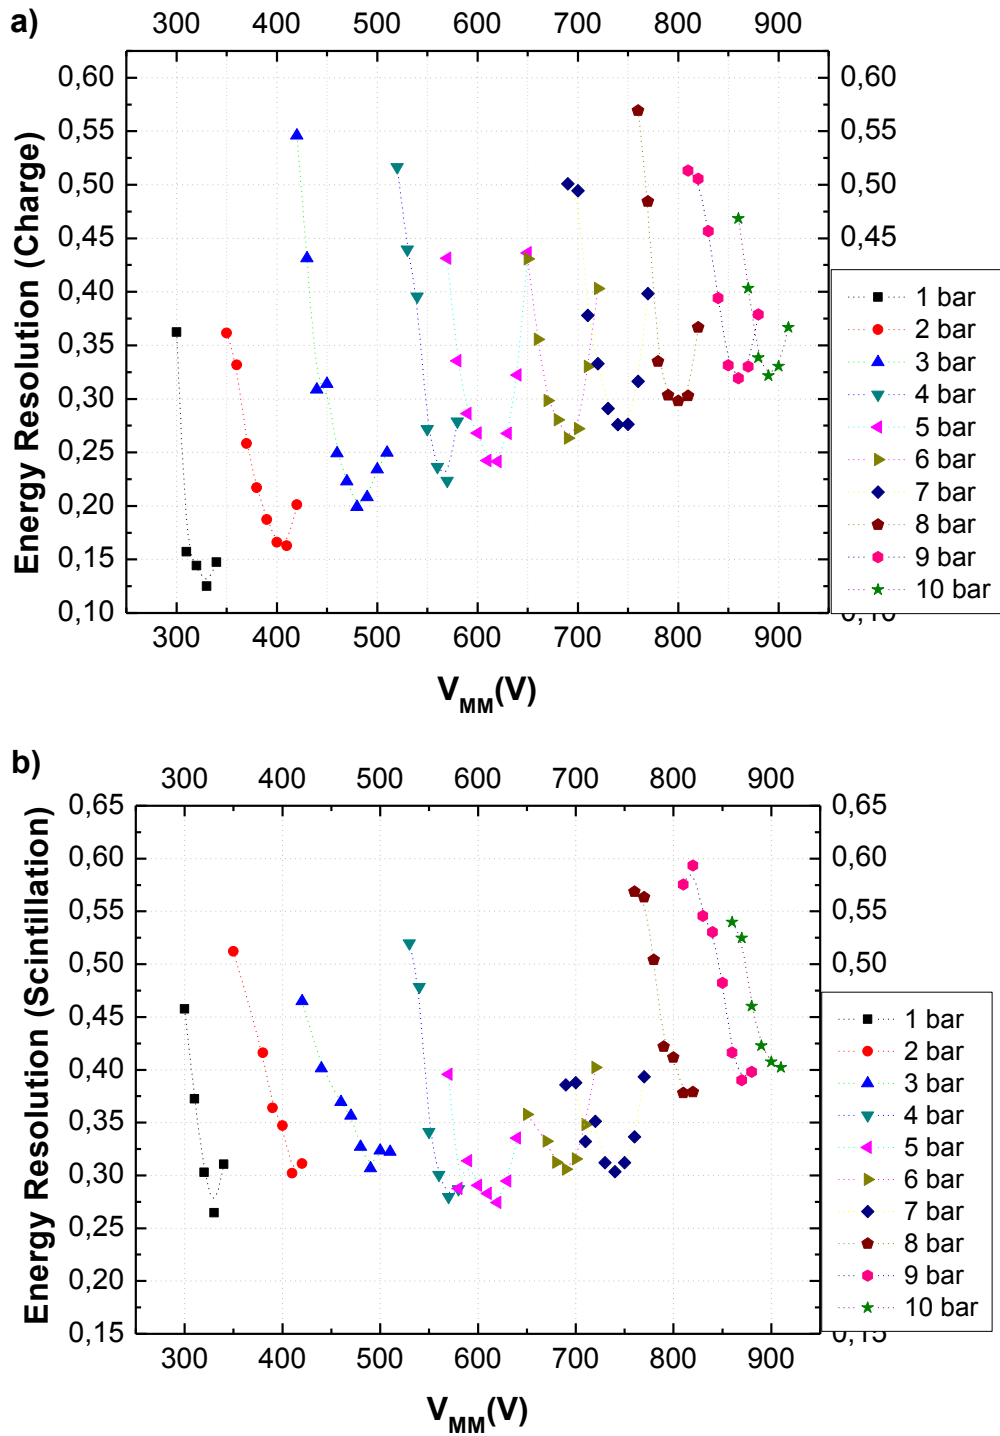 a)
300 400 500 600 700 800 900
0,60 0,60
0,55 0,55
0,50 0,50
0,45 0,45
0,40
0,35
0,30
0,25
0,20
0,15
0,10 0,10
Energy Resolution (Charge)
1 bar
2 bar
3 bar
4 bar
5 bar
6 bar
7 bar
8 bar
9 bar
10 bar
300 400 500 600 700 800 900
V_MM(V)
b)
300 400 500 600 700 800 900
0,65 0,65
0,60 0,60
0,55 0,55
0,50 0,50
0,45
0,40
0,35
0,30
0,25
0,20
0,15 0,15
Energy Resolution (Scintillation)
1 bar
2 bar
3 bar
4 bar
5 bar
6 bar
7 bar
8 bar
9 bar
10 bar
300 400 500 600 700 800 900
V_MM(V)